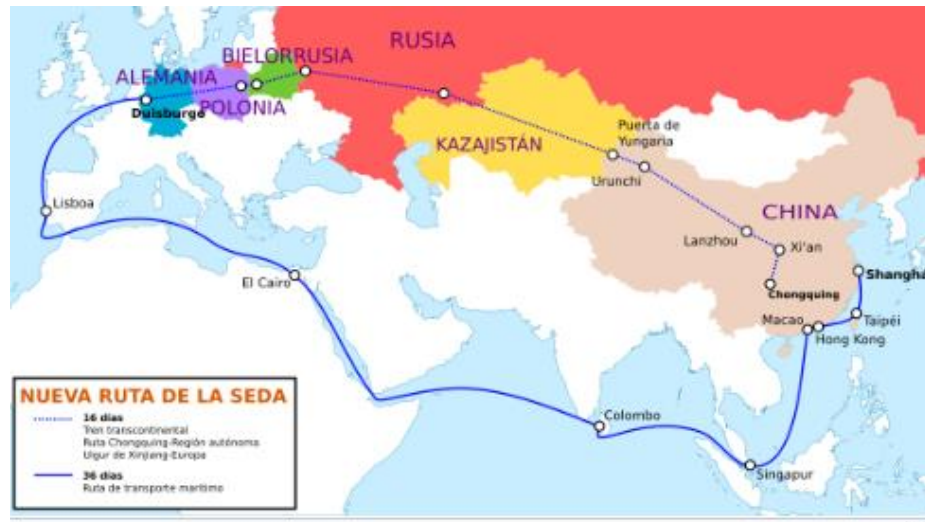 RUSIA
BIELORRUSIA
ALEMANIA
Duisburge
POLONIA
KAZAJISTÁN
Puerta de
Yungaria
Urunchi
Lisboa
CHINA
Lanzhou
Xi'an
El Cairo
Chongquing
Shangha
Macao
Taipéi
Hong Kong
Colombo
Singapur
NUEVA RUTA DE LA SEDA
16 días
Tren transcontinental
Ruta Chongquing-Región autónoma
Uigur de Xinjiang-Europa
36 días
Ruta de transporte marítimo